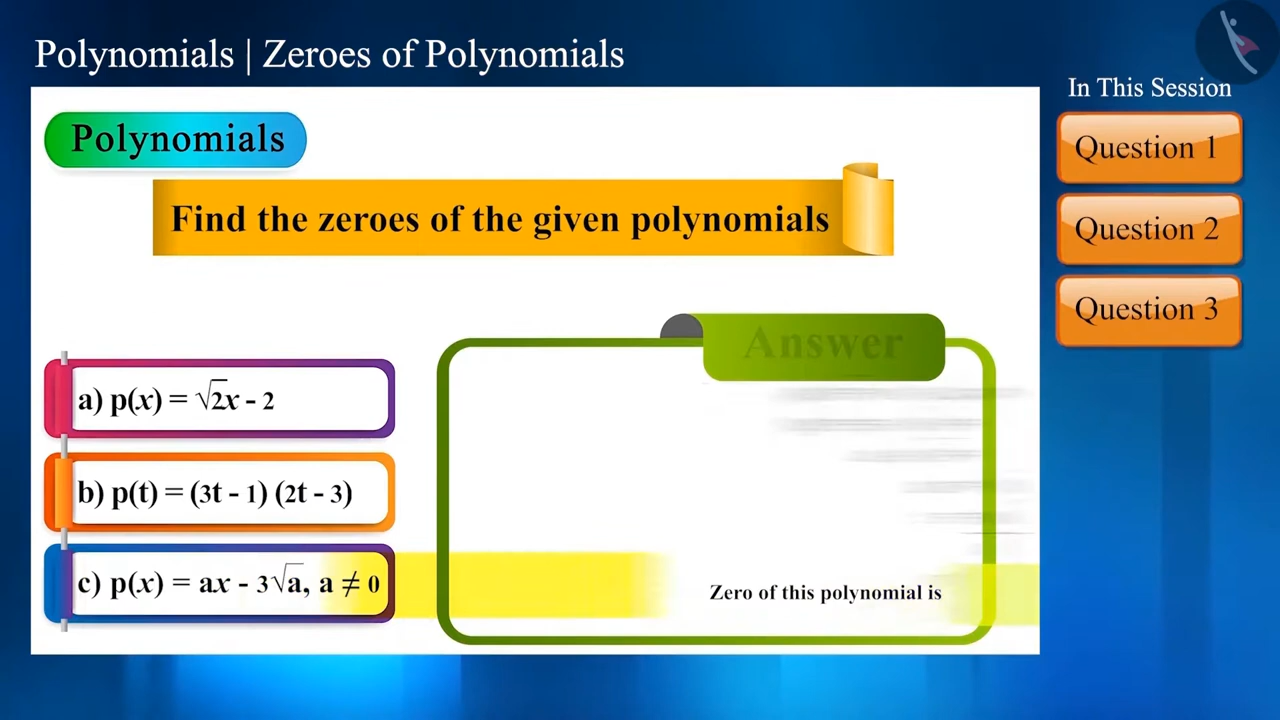 Polynomials | Zeroes of Polynomials
In This Session
Question 1
Question 2
Question 3
Polynomials
Find the zeroes of the given polynomials
Answer
a) p(x) = √2x - 2
b) p(t) = (3t - 1) (2t - 3)
c) p(x) = ax - 3√a, a ≠ 0
Zero of this polynomial is